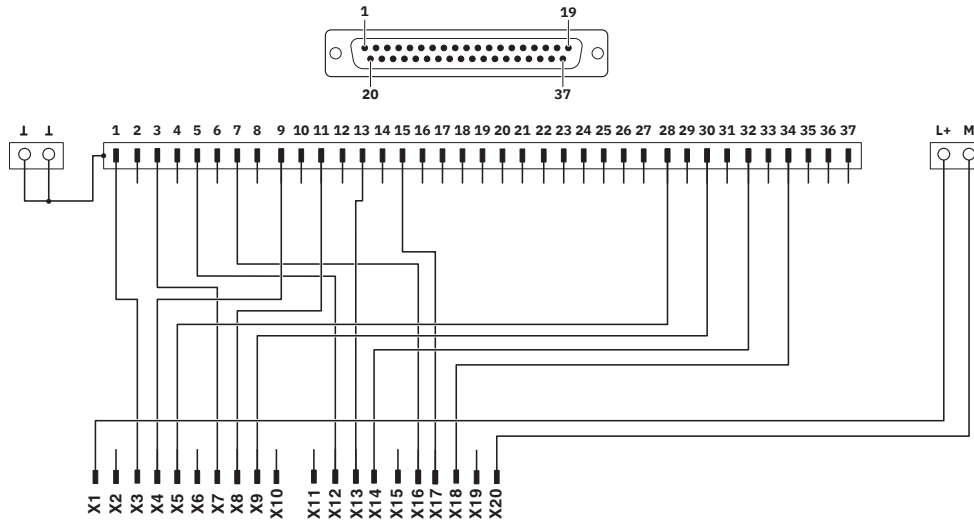 1 19
20 37
⊥ ⊥ 1 2 3 4 5 6 7 8 9 10 11 12 13 14 15 16 17 18 19 20 21 22 23 24 25 26 27 28 29 30 31 32 33 34 35 36 37 L+ M
X1 X2 X3 X4 X5 X6 X7 X8 X9 X10 X11 X12 X13 X14 X15 X16 X17 X18 X19 X20